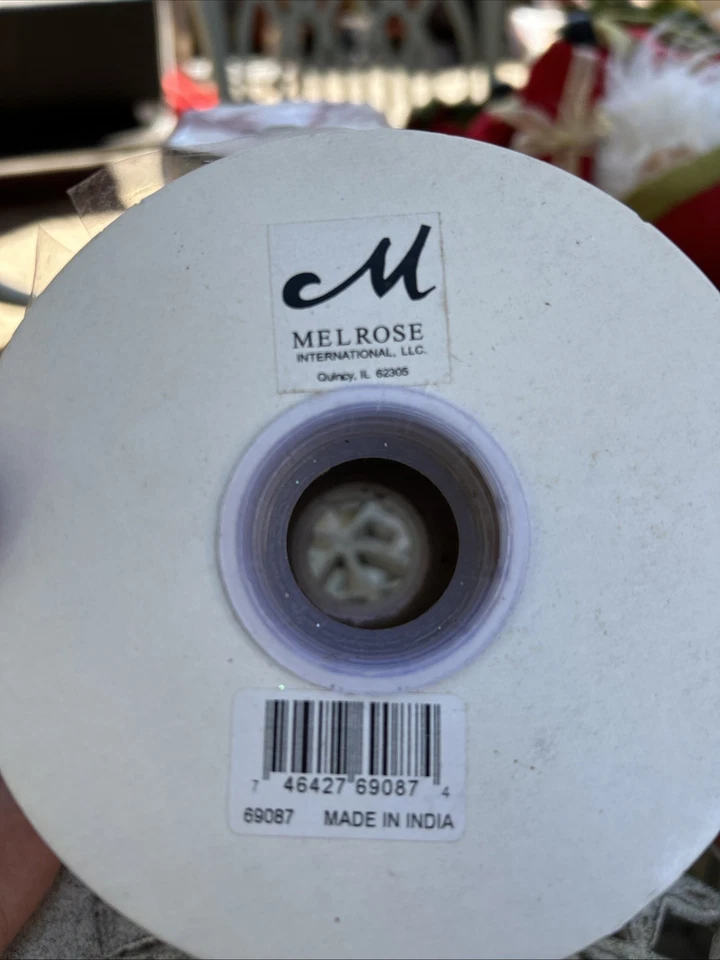 M
MELROSE
INTERNATIONAL, LLC.
Quincy, IL 62305
7 46427 69087 4
69087 MADE IN INDIA